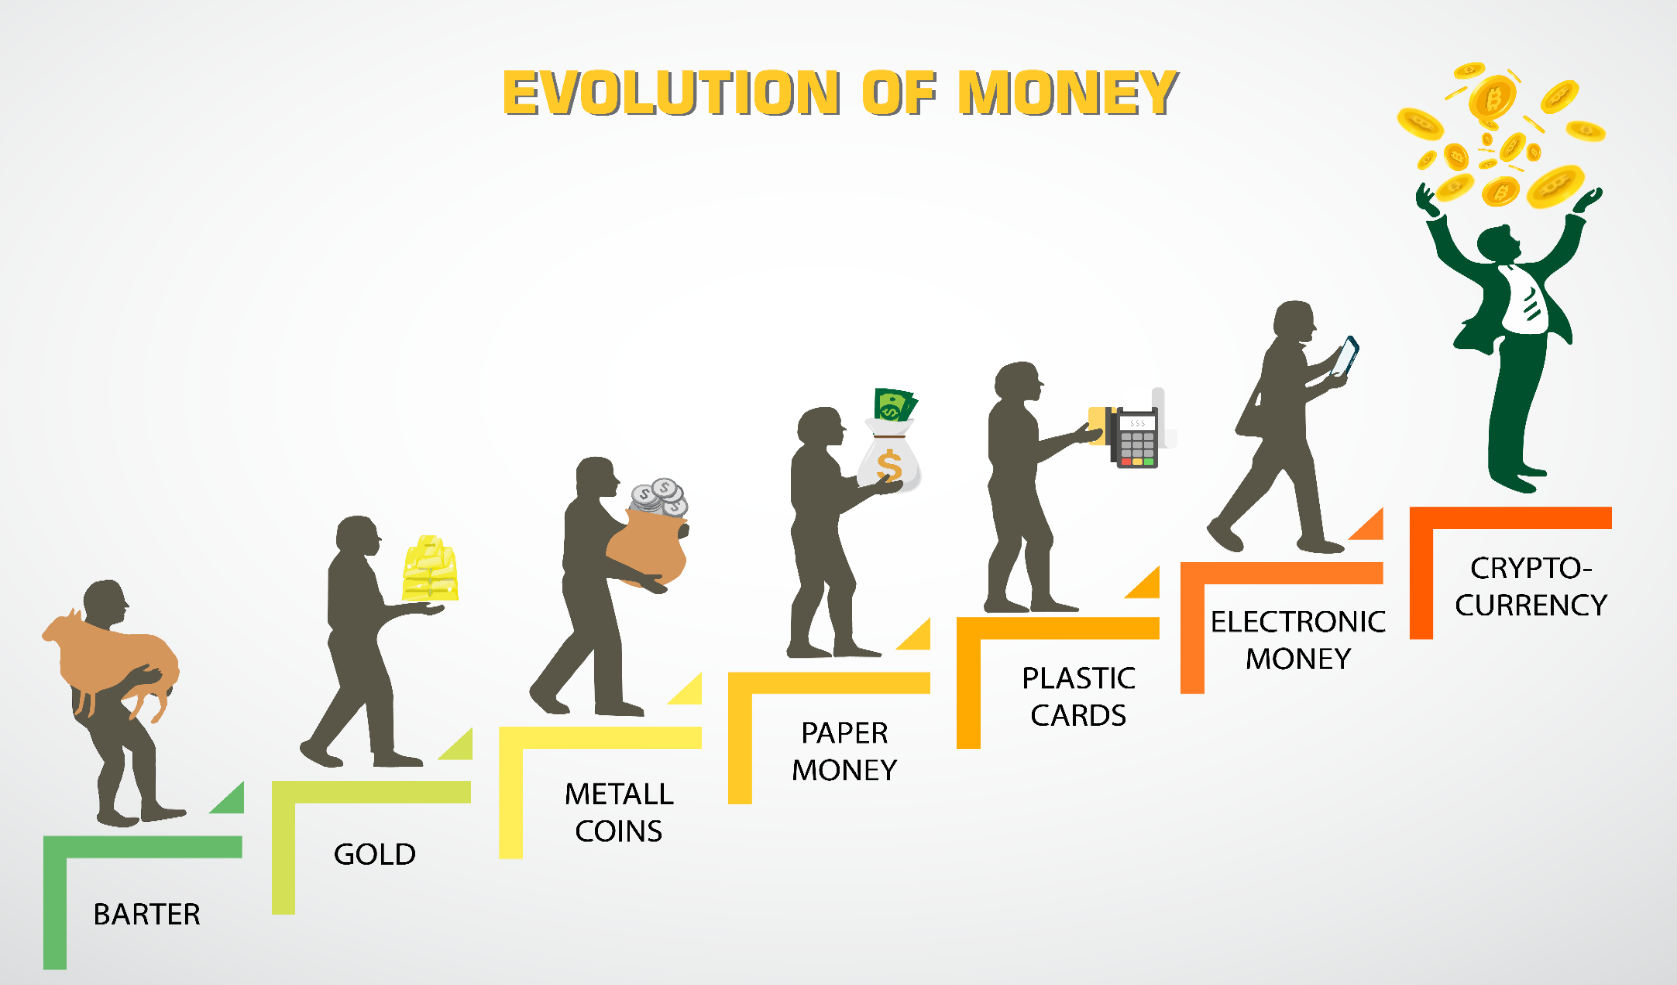 EVOLUTION OF MONEY
BARTER
GOLD
METALL
COINS
$
$
$
PAPER
MONEY
$
PLASTIC
CARDS
$$$
ELECTRONIC
MONEY
CRYPTO-
CURRENCY